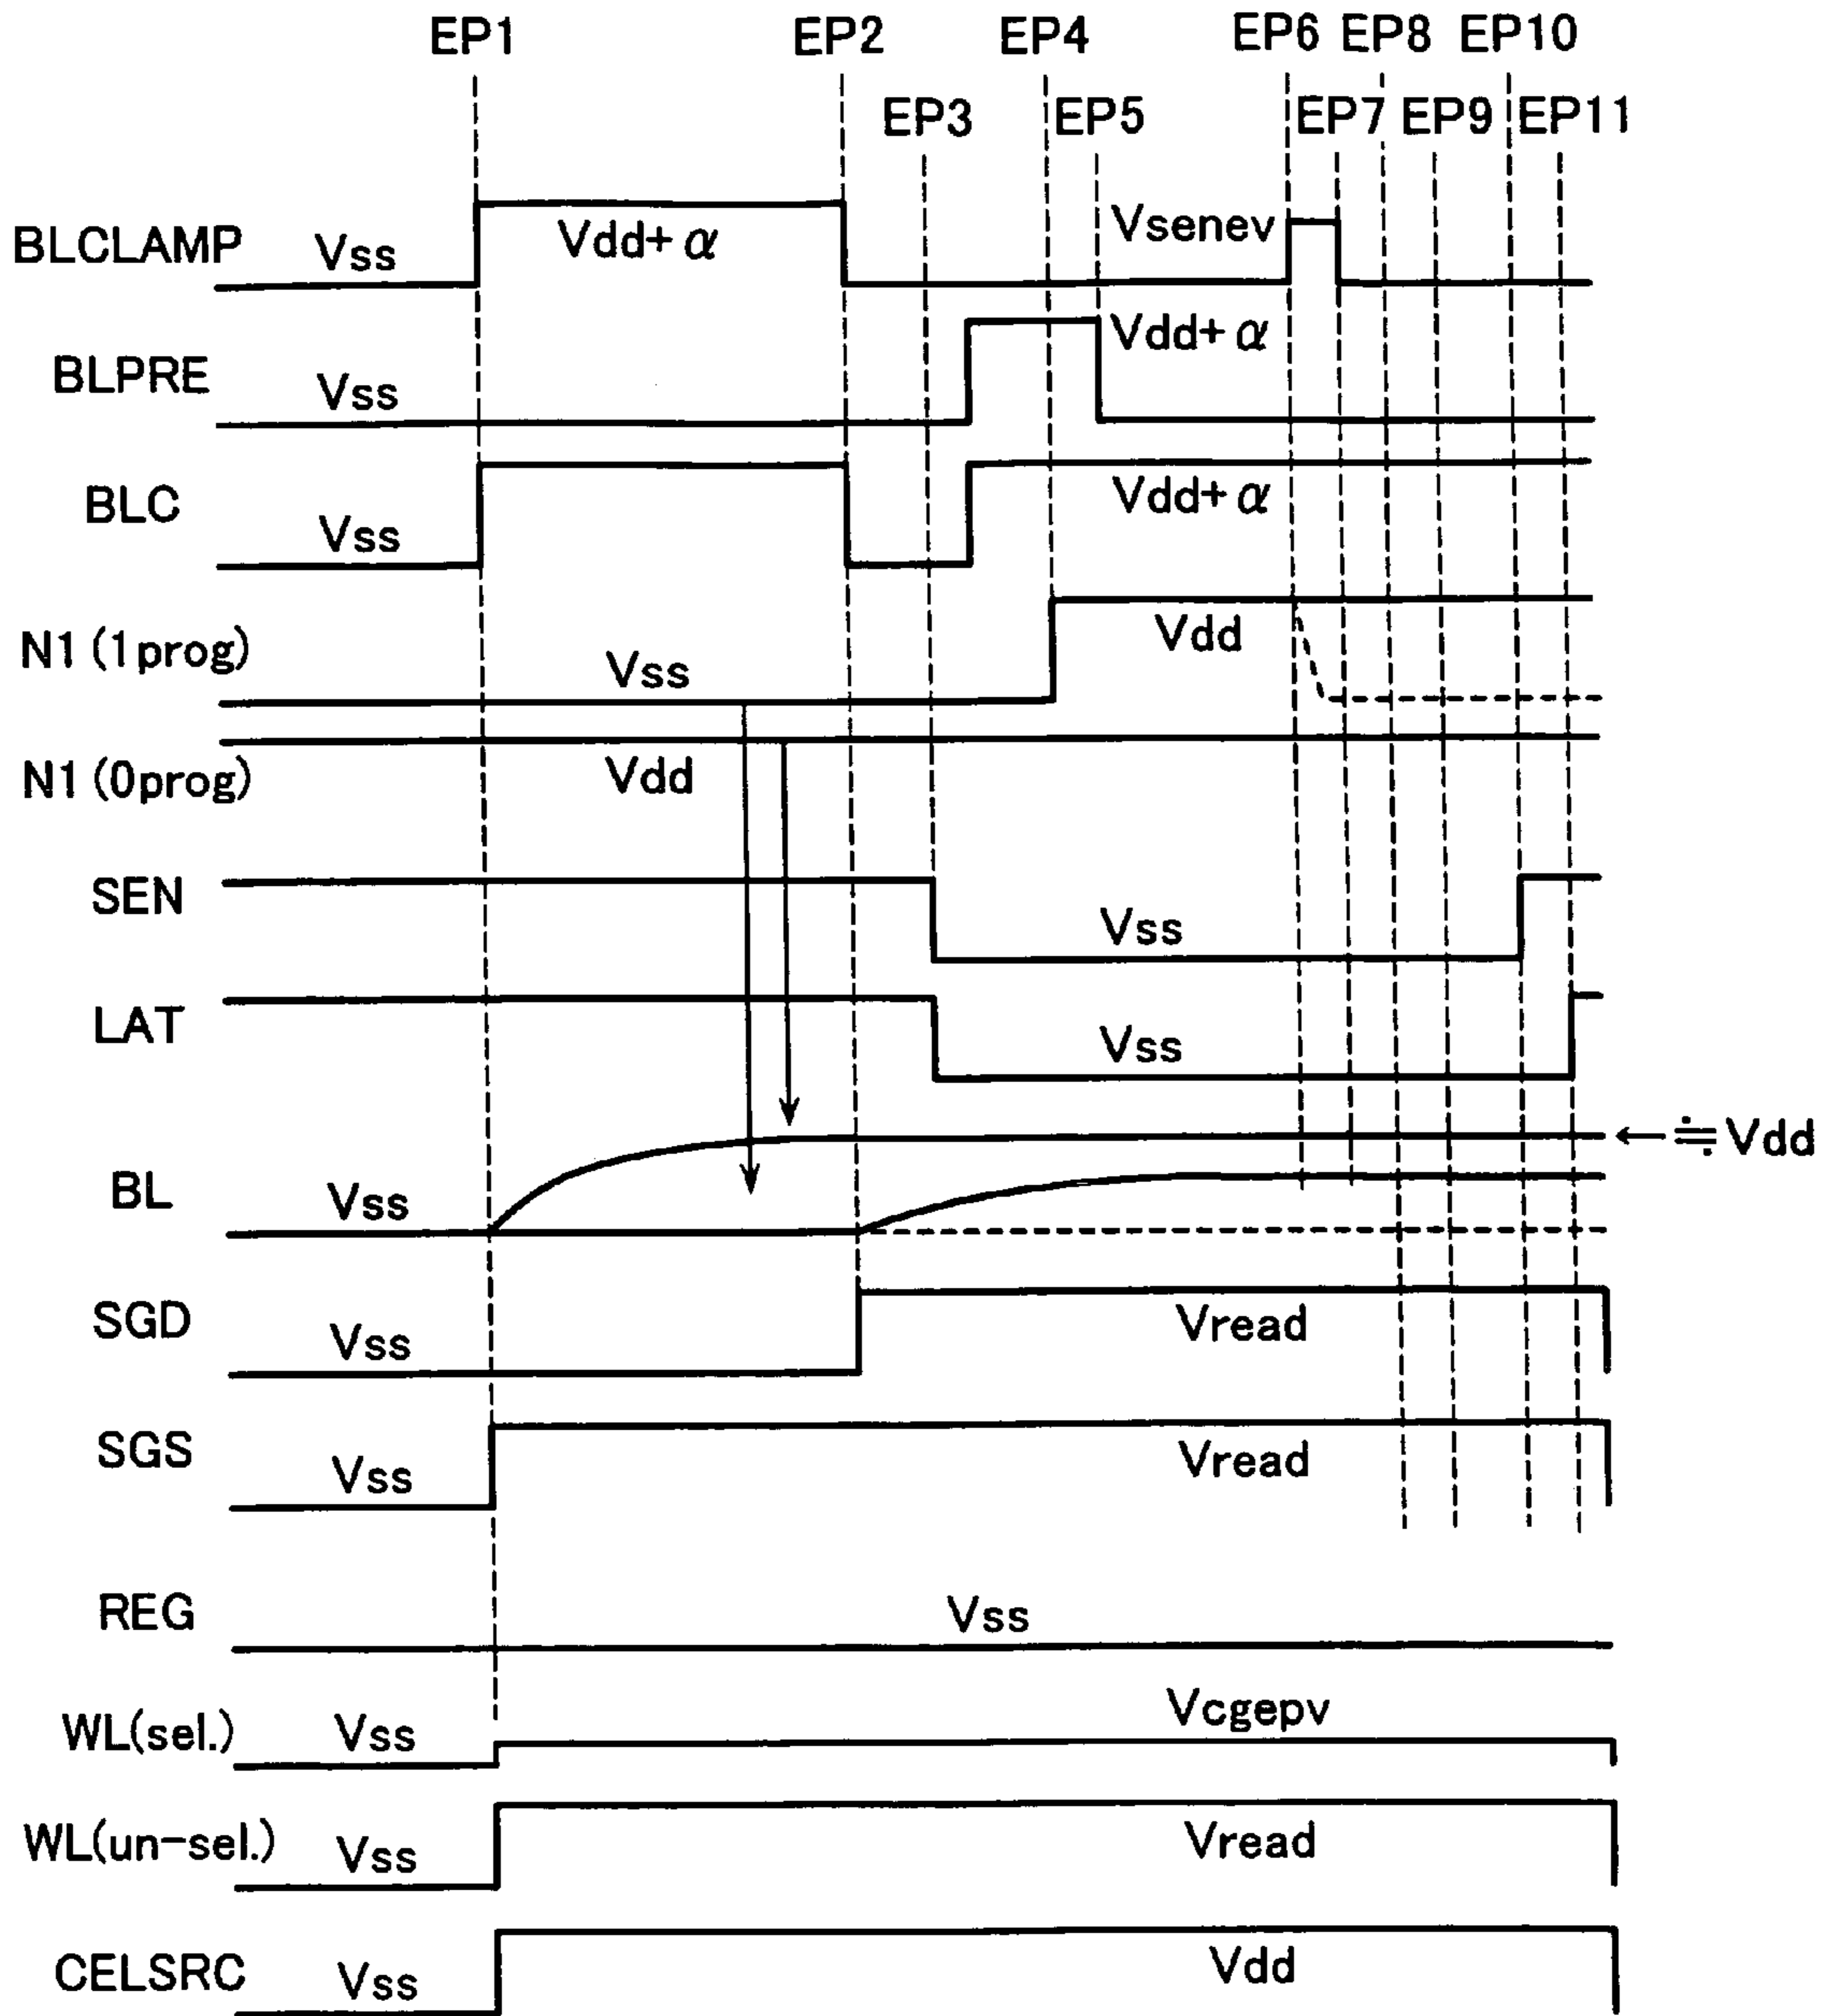 EP1 EP2 EP4 EP6 EP8 EP10
EP3 EP5 EP7 EP9 EP11
BLCLAMP Vss Vdd+α Vsenev
BLPRE Vss Vdd+α
BLC Vss Vdd+α
N1(1prog) Vss Vdd
N1(0prog) Vdd
SEN Vss
LAT Vss
BL Vss ← ≒ Vdd
SGD Vss Vread
SGS Vss Vread
REG Vss
WL(sel.) Vss Vcgepv
WL(un-sel.) Vss Vread
CELSRC Vss Vdd